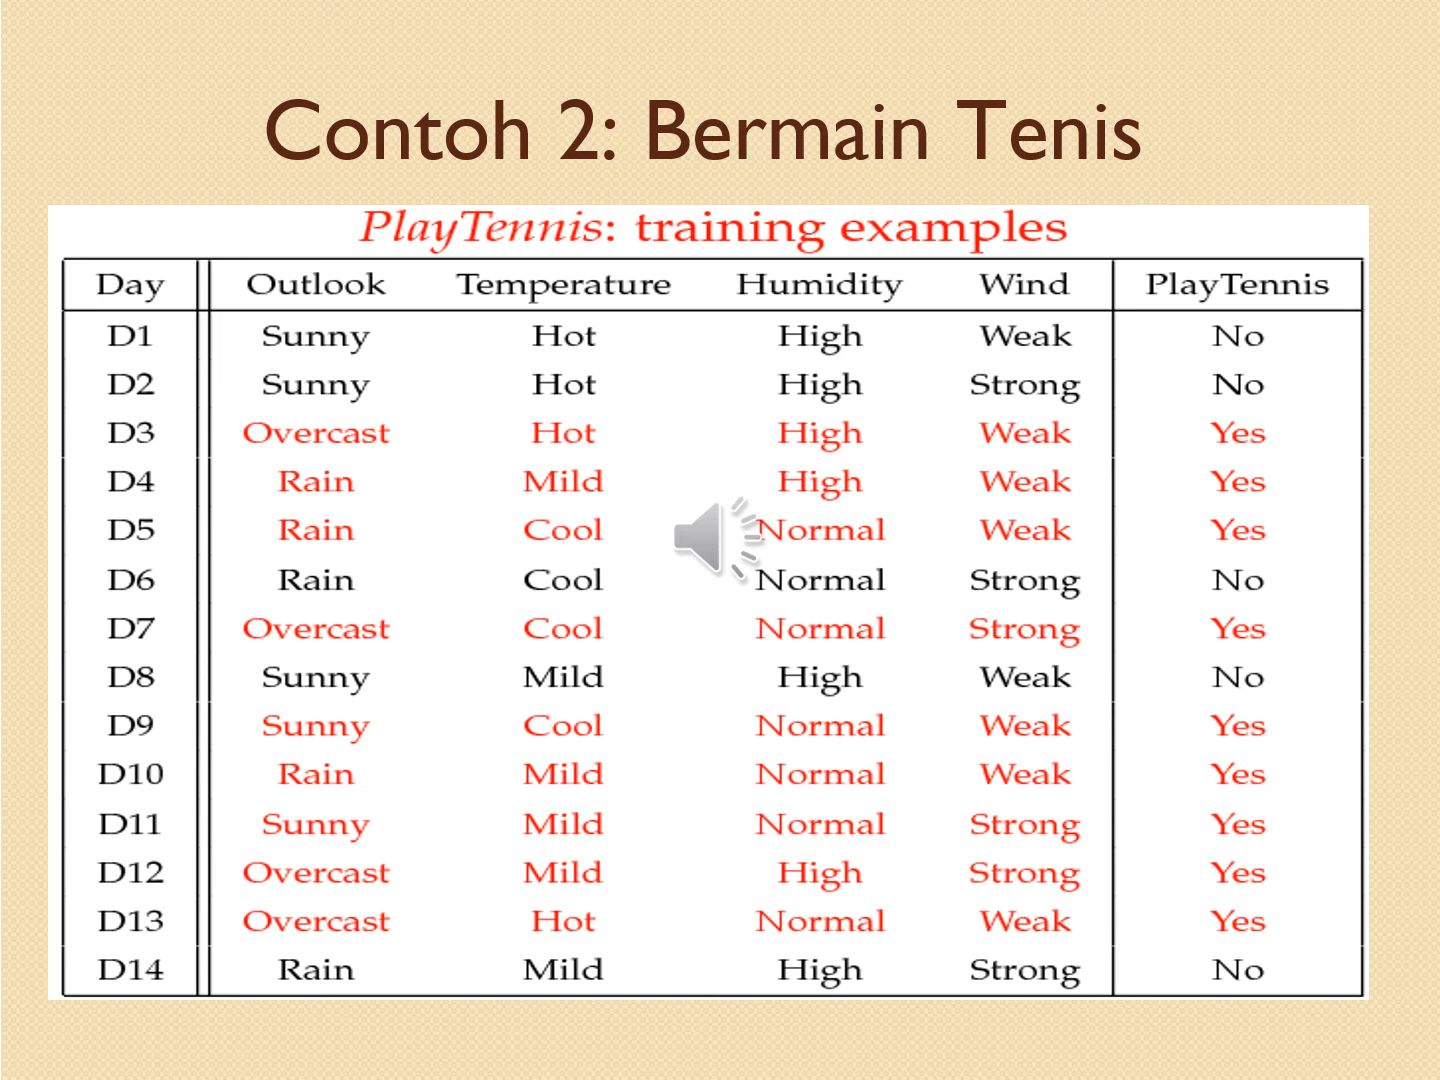 Contoh 2: Bermain Tenis
PlayTennis: training examples
Day Outlook Temperature Humidity Wind PlayTennis
D1 Sunny Hot High Weak No
D2 Sunny Hot High Strong No
D3 Overcast Hot High Weak Yes
D4 Rain Mild High Weak Yes
D5 Rain Cool Normal Weak Yes
D6 Rain Cool Normal Strong No
D7 Overcast Cool Normal Strong Yes
D8 Sunny Mild High Weak No
D9 Sunny Cool Normal Weak Yes
D10 Rain Mild Normal Weak Yes
D11 Sunny Mild Normal Strong Yes
D12 Overcast Mild High Strong Yes
D13 Overcast Hot Normal Weak Yes
D14 Rain Mild High Strong No